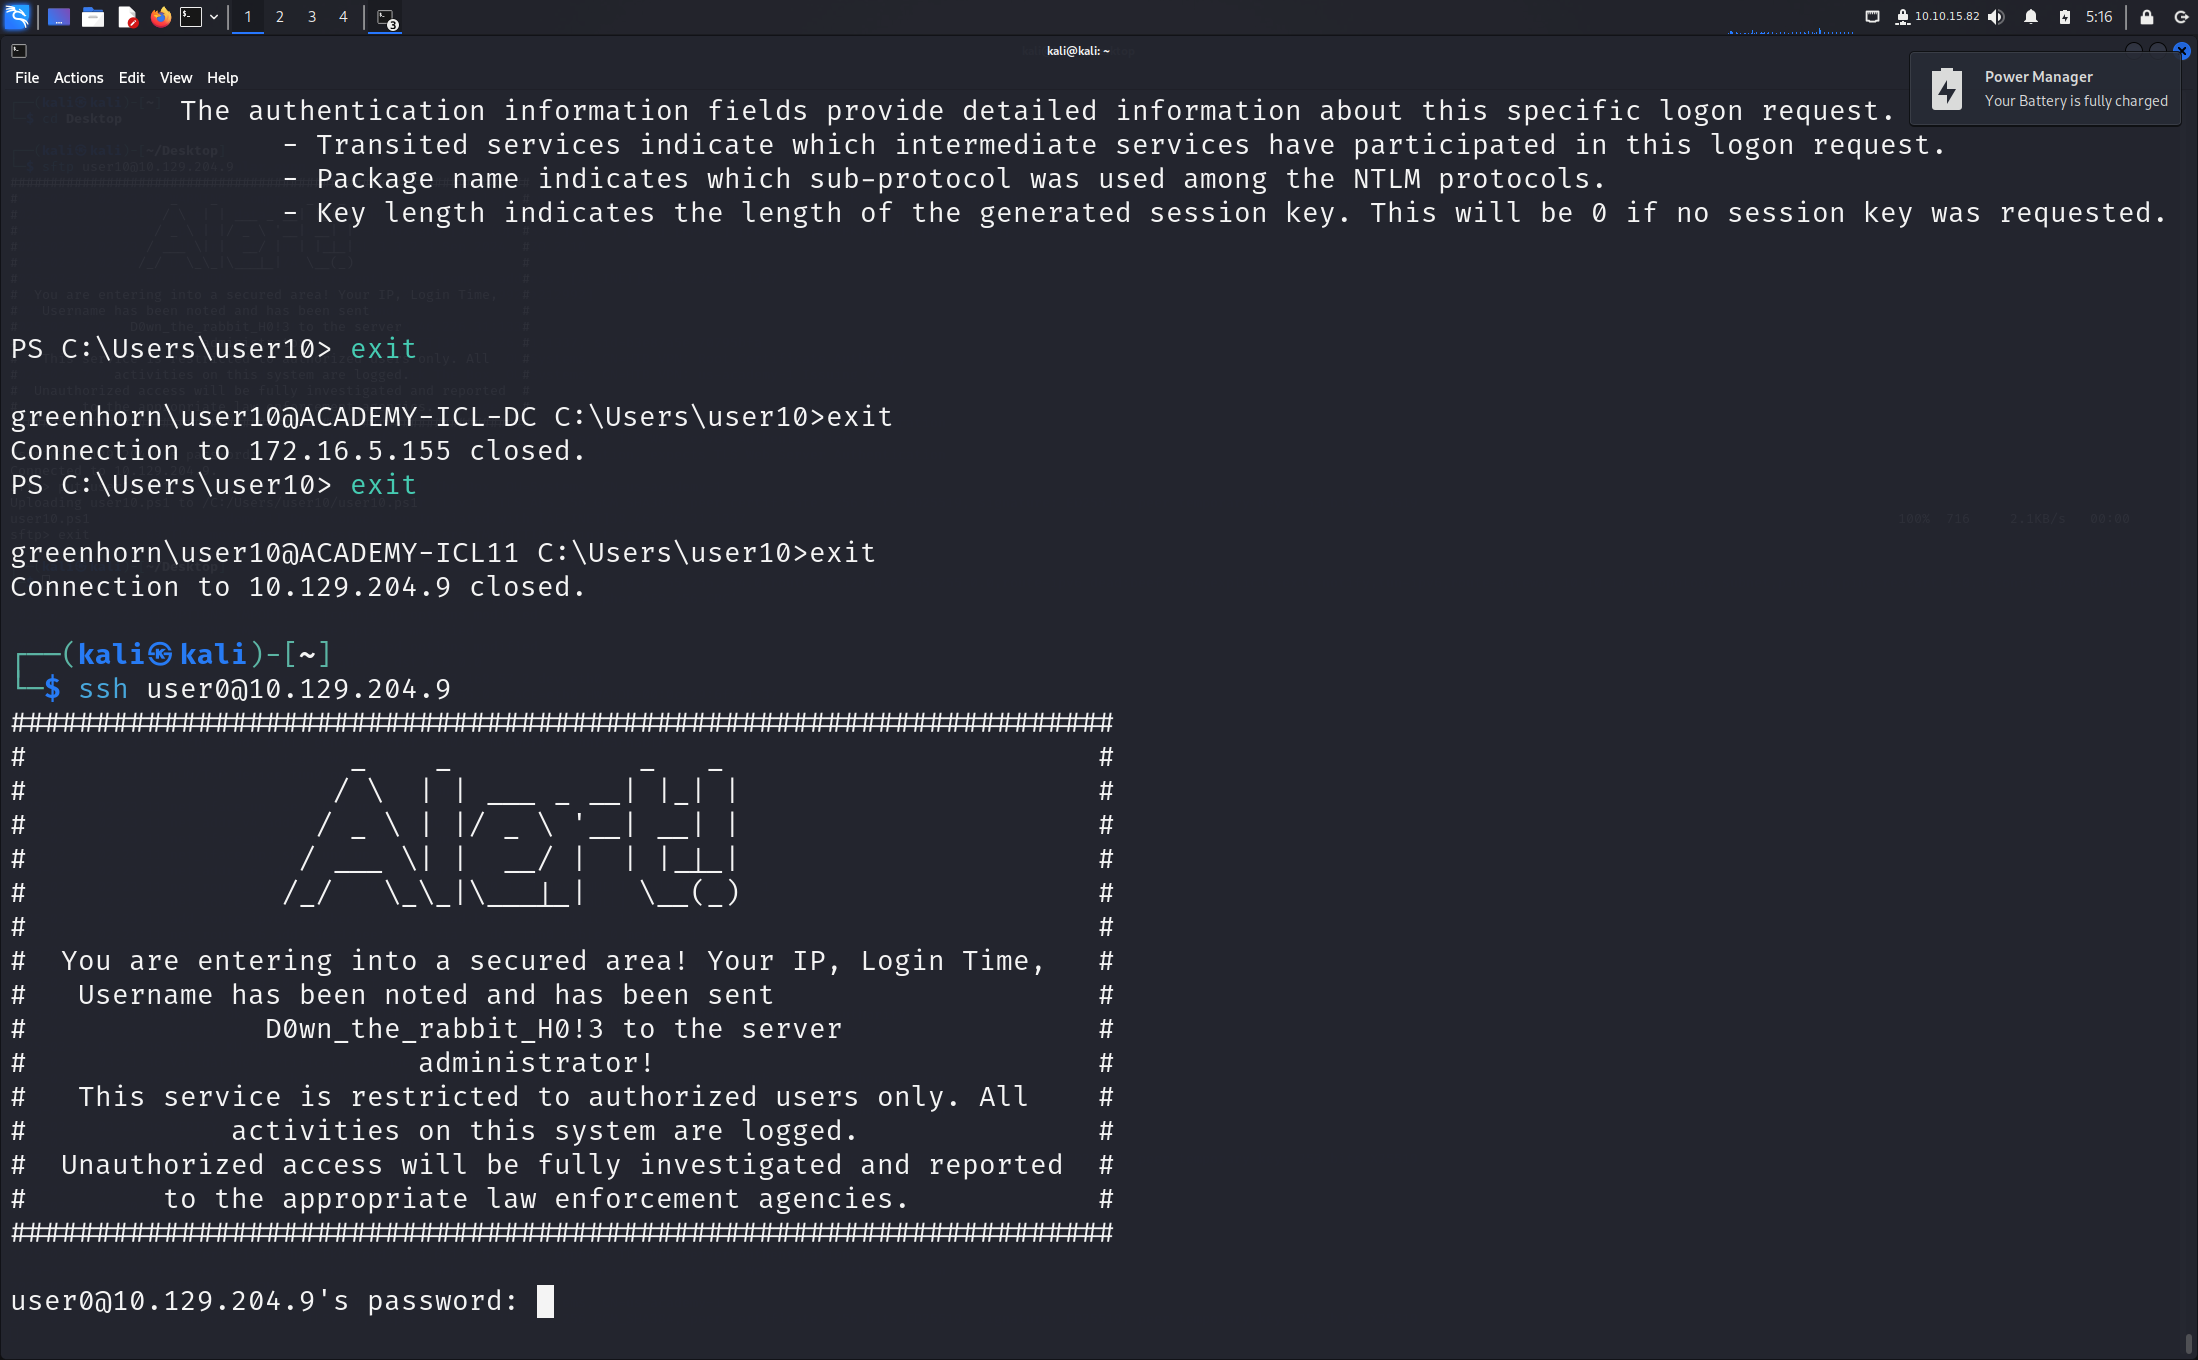 1 2 3 4 3 10.10.15.82 5:16
kali@kali: ~
File Actions Edit View Help
Power Manager
Your Battery is fully charged
The authentication information fields provide detailed information about this specific logon request.
- Transited services indicate which intermediate services have participated in this logon request.
- Package name indicates which sub-protocol was used among the NTLM protocols.
- Key length indicates the length of the generated session key. This will be 0 if no session key was requested.
PS C:\Users\user10> exit
greenhorn\user10@ACADEMY-ICL-DC C:\Users\user10>exit
Connection to 172.16.5.155 closed.
PS C:\Users\user10> exit
greenhorn\user10@ACADEMY-ICL11 C:\Users\user10>exit
Connection to 10.129.204.9 closed.
┌──(kali㉿kali)-[~]
└─$ ssh user0@10.129.204.9
#################################################################
#                   _    _           _   _                      #
#                  / \  | | ___ _ __| |_| |                     #
#                 / _ \ | |/ _ \ '__| __| |                     #
#                / ___ \| |  __/ |  | |_|_|                     #
#               /_/   \_\_|\___|_|   \__(_)                     #
#                                                               #
#  You are entering into a secured area! Your IP, Login Time,   #
#   Username has been noted and has been sent                   #
#              D0wn_the_rabbit_H0!3 to the server               #
#                       administrator!                          #
#   This service is restricted to authorized users only. All    #
#            activities on this system are logged.              #
#  Unauthorized access will be fully investigated and reported  #
#        to the appropriate law enforcement agencies.           #
#################################################################
user0@10.129.204.9's password: